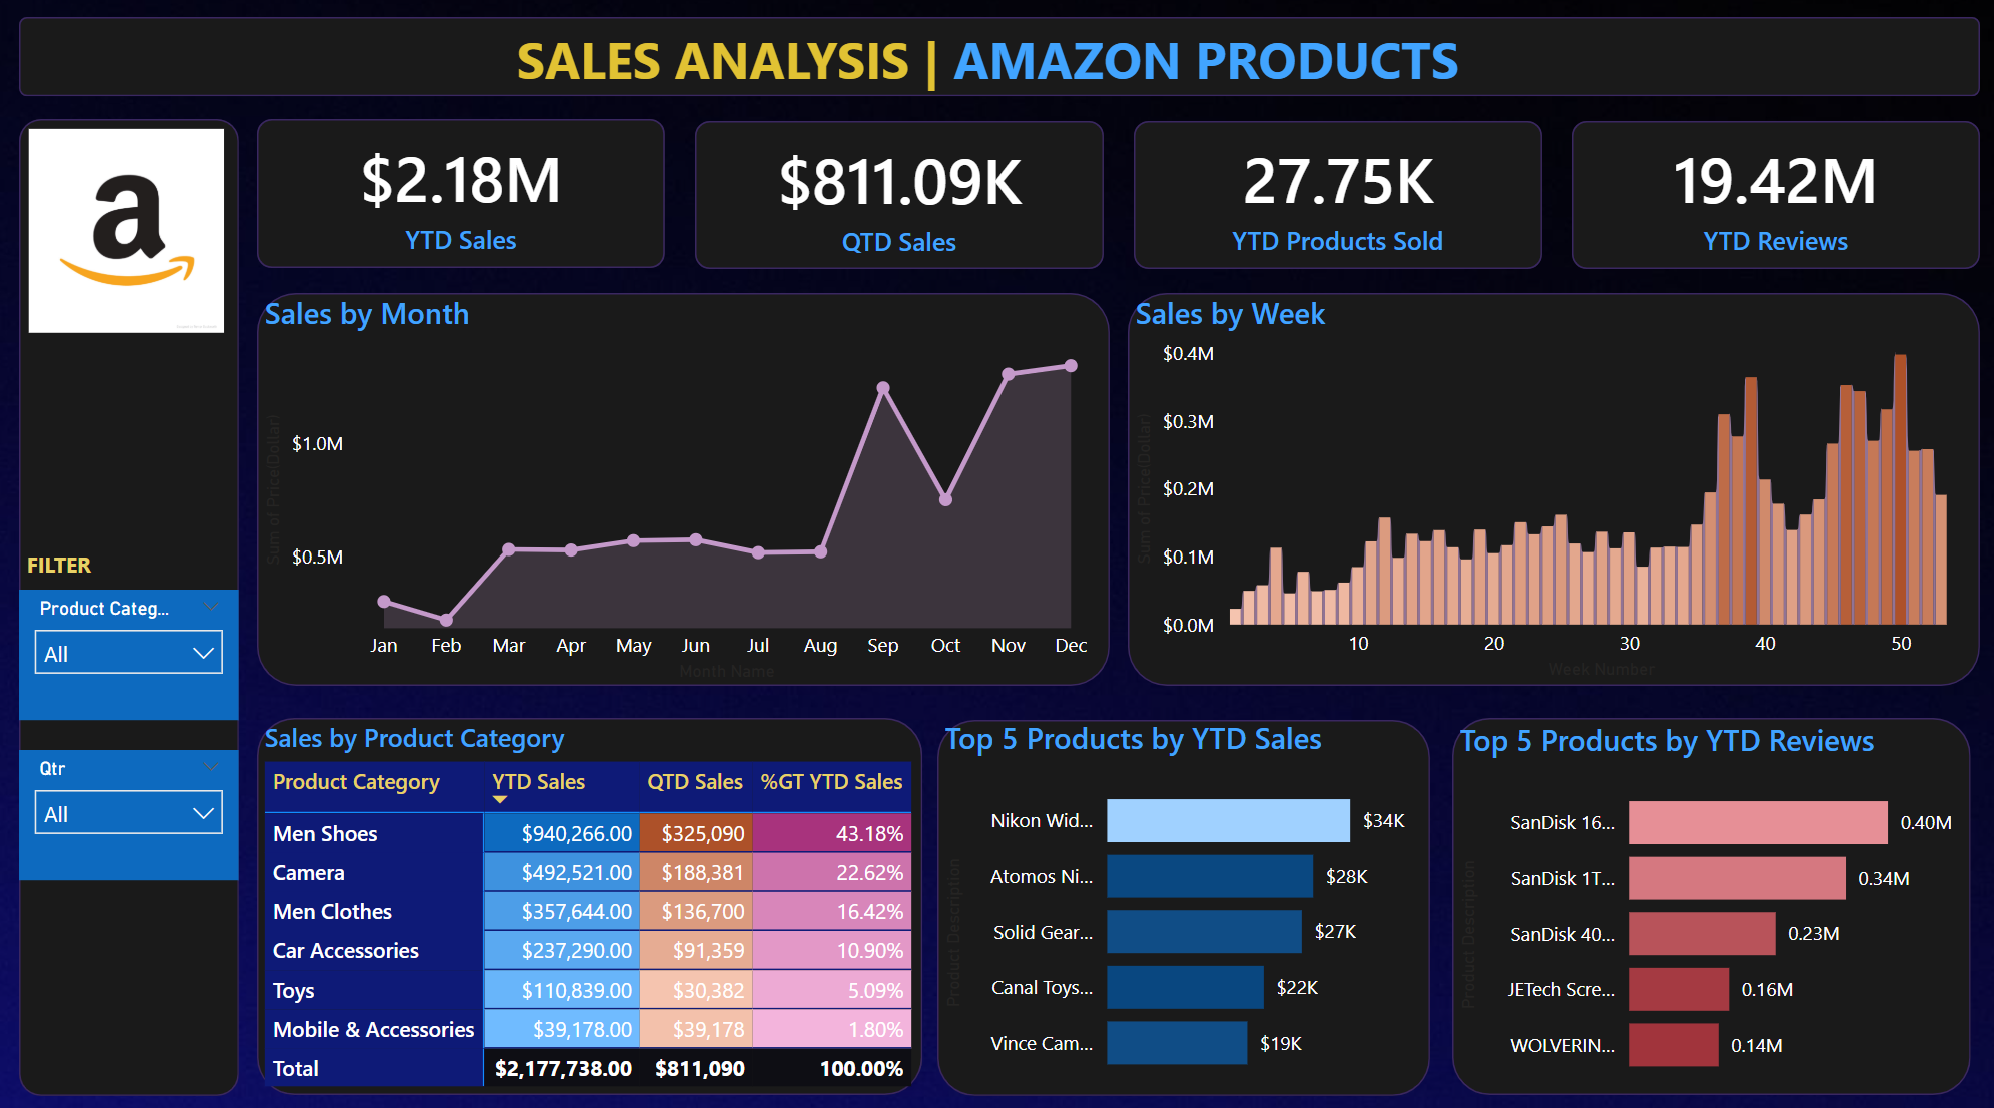 SALES ANALYSIS | AMAZON PRODUCTS
a
$2.18M
YTD Sales
$811.09K
QTD Sales
27.75K
YTD Products Sold
19.42M
YTD Reviews
FILTER
Product Categ...
All
Qtr
All
Sales by Month
Sum of Price(Dollar)
$1.0M
$0.5M
Jan Feb Mar Apr May Jun Jul Aug Sep Oct Nov Dec
Month Name
Sales by Week
Sum of Price(Dollar)
$0.4M
$0.3M
$0.2M
$0.1M
$0.0M
10 20 30 40 50
Week Number
Sales by Product Category
Product Category YTD Sales QTD Sales %GT YTD Sales
Men Shoes $940,266.00 $325,090 43.18%
Camera $492,521.00 $188,381 22.62%
Men Clothes $357,644.00 $136,700 16.42%
Car Accessories $237,290.00 $91,359 10.90%
Toys $110,839.00 $30,382 5.09%
Mobile & Accessories $39,178.00 $39,178 1.80%
Total $2,177,738.00 $811,090 100.00%
Top 5 Products by YTD Sales
Product Description
Nikon Wid... $34K
Atomos Ni... $28K
Solid Gear... $27K
Canal Toys... $22K
Vince Cam... $19K
Top 5 Products by YTD Reviews
Product Description
SanDisk 16... 0.40M
SanDisk 1T... 0.34M
SanDisk 40... 0.23M
JETech Scre... 0.16M
WOLVERIN... 0.14M